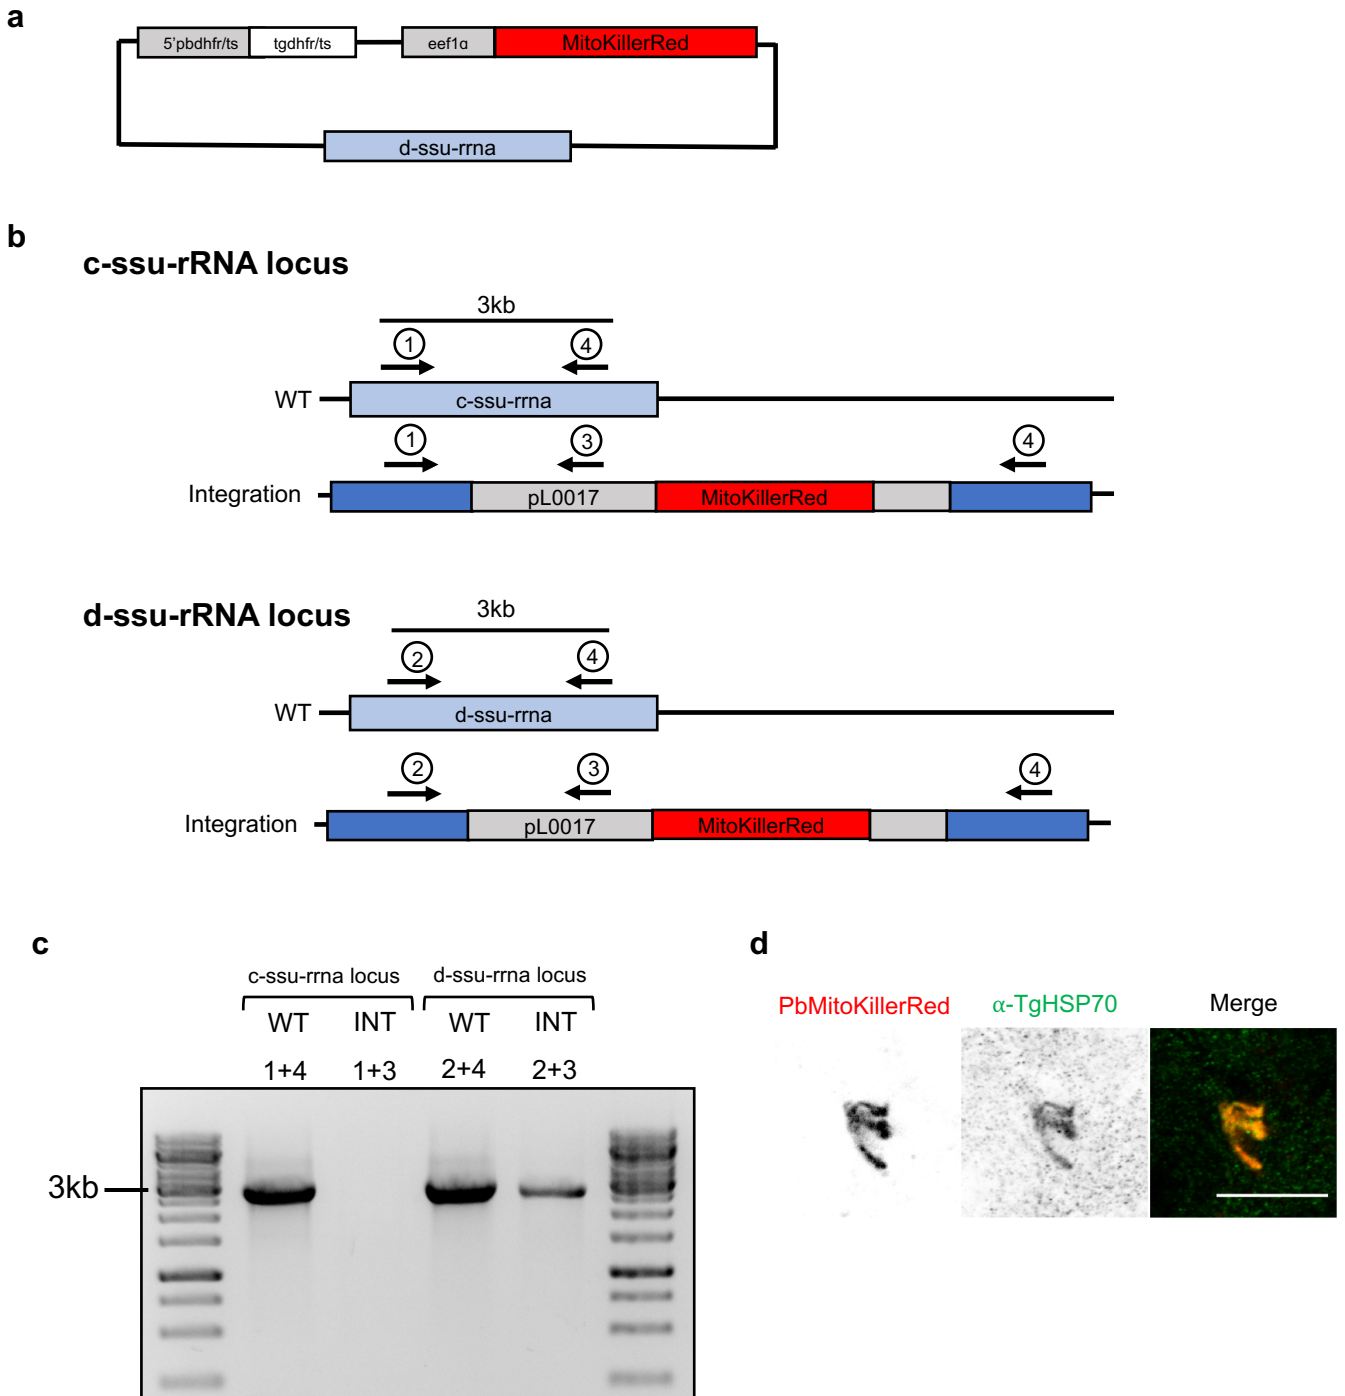 a
5'pbdhfr/ts tgdhfr/ts eef1α MitoKillerRed
d-ssu-rrna
b
c-ssu-rRNA locus
3kb
1 4
WT c-ssu-rrna
1 3 4
Integration pL0017 MitoKillerRed
d-ssu-rRNA locus
3kb
2 4
WT d-ssu-rrna
2 3 4
Integration pL0017 MitoKillerRed
c
c-ssu-rrna locus d-ssu-rrna locus
WT INT WT INT
1+4 1+3 2+4 2+3
3kb
d
PbMitoKillerRed α-TgHSP70 Merge